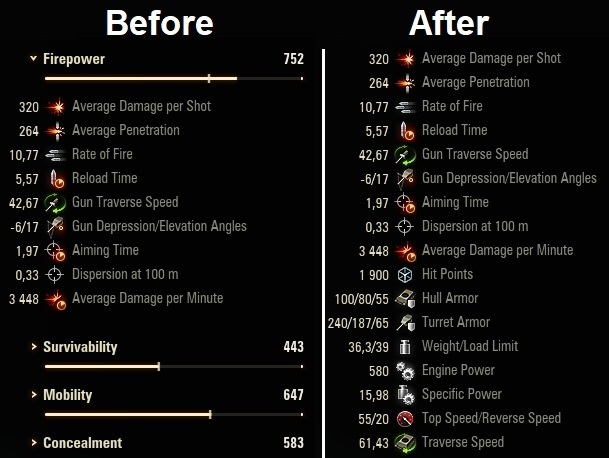 Before
Firepower 752
320 Average Damage per Shot
264 Average Penetration
10,77 Rate of Fire
5,57 Reload Time
42,67 Gun Traverse Speed
-6/17 Gun Depression/Elevation Angles
1,97 Aiming Time
0,33 Dispersion at 100 m
3 448 Average Damage per Minute
Survivability 443
Mobility 647
Concealment 583
After
320 Average Damage per Shot
264 Average Penetration
10,77 Rate of Fire
5,57 Reload Time
42,67 Gun Traverse Speed
-6/17 Gun Depression/Elevation Angles
1,97 Aiming Time
0,33 Dispersion at 100 m
3 448 Average Damage per Minute
1 900 Hit Points
100/80/55 Hull Armor
240/187/65 Turret Armor
36,3/39 Weight/Load Limit
580 Engine Power
15,98 Specific Power
55/20 Top Speed/Reverse Speed
61,43 Traverse Speed